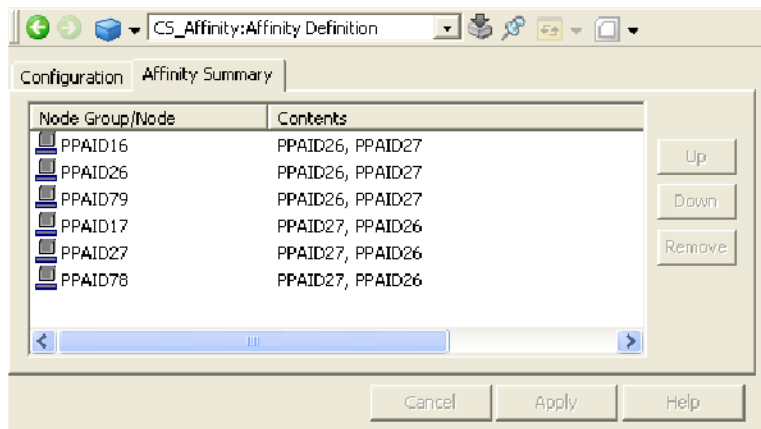 CS_Affinity:Affinity Definition
Configuration Affinity Summary
Node Group/Node Contents
PPAID16 PPAID26, PPAID27
PPAID26 PPAID26, PPAID27
PPAID79 PPAID26, PPAID27
PPAID17 PPAID27, PPAID26
PPAID27 PPAID27, PPAID26
PPAID78 PPAID27, PPAID26
Up
Down
Remove
Cancel Apply Help